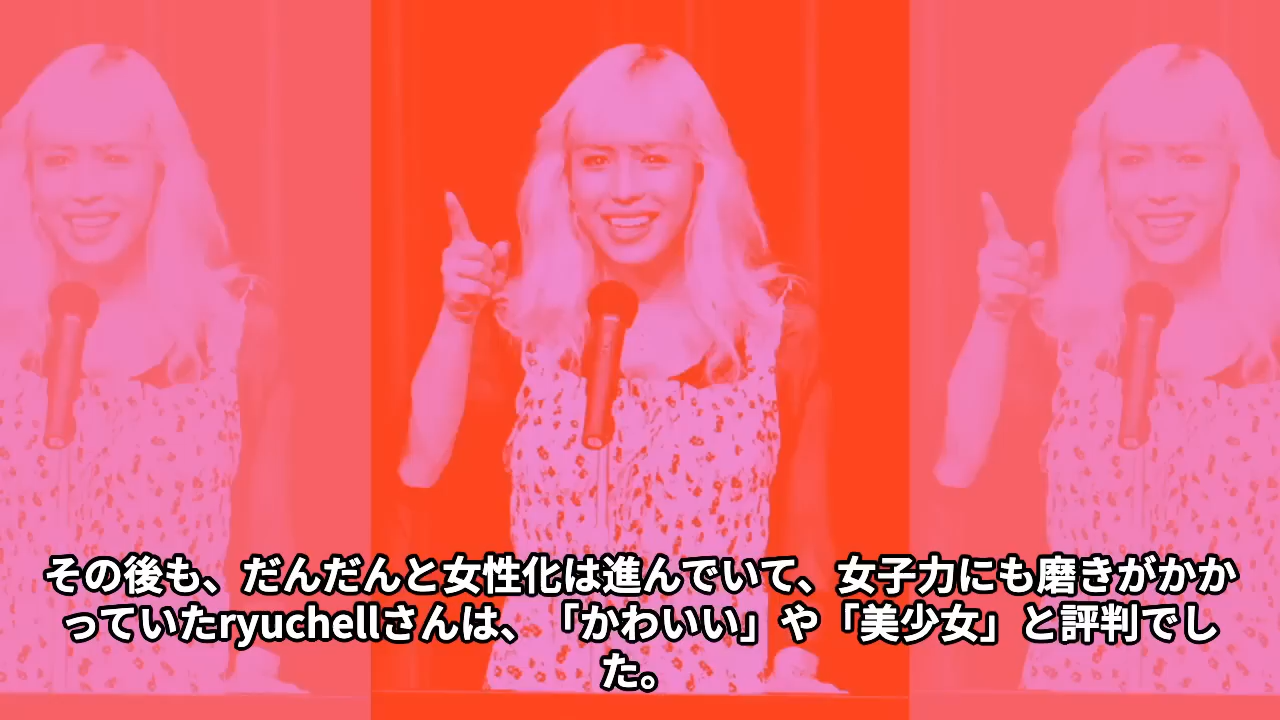 その後も、だんだんと女性化は進んでいて、女子力にも磨きがかか
っていたryuchellさんは、「かわいい」や「美少女」と評判でし
た。